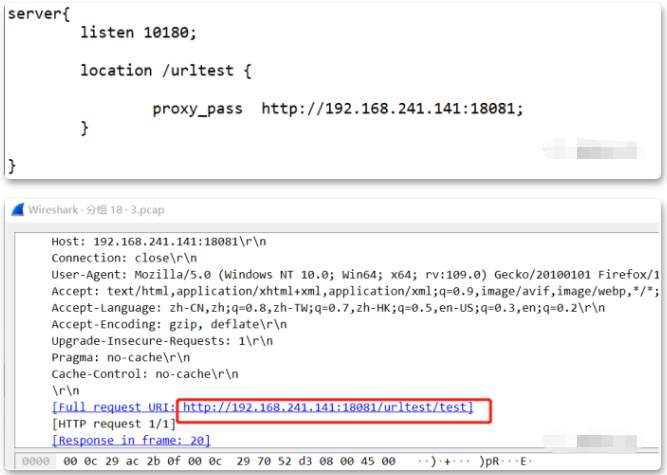 server{
listen 10180;
location /urltest {
proxy_pass http://192.168.241.141:18081;
}
}
Wireshark · 分组 18 · 3.pcap
Host: 192.168.241.141:18081\r\n
Connection: close\r\n
User-Agent: Mozilla/5.0 (Windows NT 10.0; Win64; x64; rv:109.0) Gecko/20100101 Firefox/1
Accept: text/html,application/xhtml+xml,application/xml;q=0.9,image/avif,image/webp,*/*;
Accept-Language: zh-CN,zh;q=0.8,zh-TW;q=0.7,zh-HK;q=0.5,en-US;q=0.3,en;q=0.2\r\n
Accept-Encoding: gzip, deflate\r\n
Upgrade-Insecure-Requests: 1\r\n
Pragma: no-cache\r\n
Cache-Control: no-cache\r\n
\r\n
[Full request URI: http://192.168.241.141:18081/urltest/test]
[HTTP request 1/1]
[Response in frame: 20]
0000 00 0c 29 ac 2b 0f 00 0c 29 70 52 d3 08 00 45 00 ··)·+··· )pR···E·